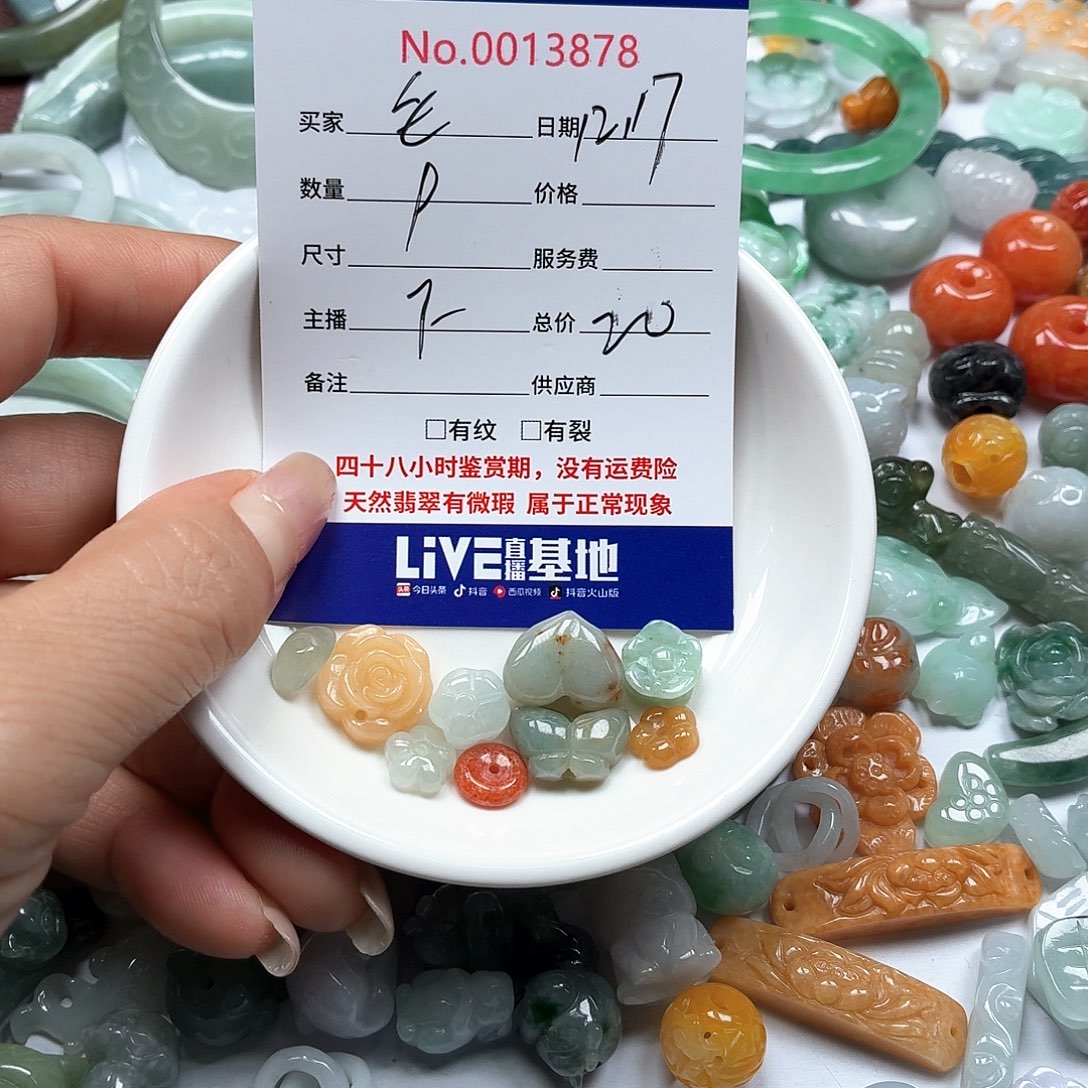 No.0013878
买家 日期 12.17
数量 价格
尺寸 服务费
主播 总价 20
备注 供应商
□有纹 □有裂
四十八小时鉴赏期，没有运费险
天然翡翠有微瑕 属于正常现象
LiVE直播基地
头条 今日头条 抖音 西瓜视频 抖音火山版